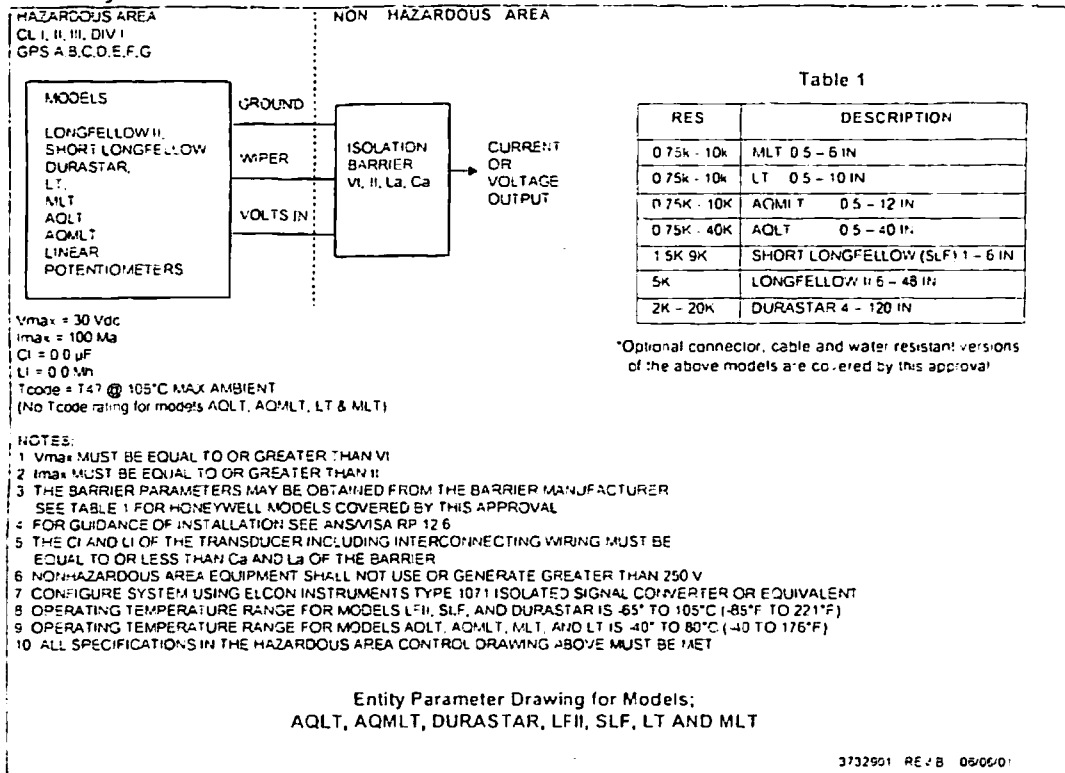 HAZARDOUS AREA
CL I, II, III, DIV I
GPS A,B,C,D,E,F,G
NON HAZARDOUS AREA
MODELS
LONGFELLOW II,
SHORT LONGFELLOW
DURASTAR,
LT,
MLT
AQLT
AQMLT
LINEAR
POTENTIOMETERS
GROUND
WIPER
VOLTS IN
ISOLATION
BARRIER
Vt, It, La, Ca
CURRENT
OR
VOLTAGE
OUTPUT
Table 1
RES DESCRIPTION
0.75k - 10k MLT 0.5 – 6 IN
0.75k - 10k LT 0.5 – 10 IN
0.75K - 10K AQMLT 0.5 – 12 IN
0.75K - 40K AQLT 0.5 – 40 IN
1.5K 9K SHORT LONGFELLOW (SLF) 1 – 6 IN
5K LONGFELLOW II 6 – 48 IN
2K – 20K DURASTAR 4 – 120 IN
*Optional connector, cable and water resistant versions
of the above models are covered by this approval
Vmax = 30 Vdc
Imax = 100 Ma
CI = 0.0 µF
LI = 0.0 Mh
Tcode = T4? @ 105°C MAX AMBIENT
(No Tcode rating for models AQLT, AQMLT, LT & MLT)
NOTES:
1 Vmax MUST BE EQUAL TO OR GREATER THAN Vt
2 Imax MUST BE EQUAL TO OR GREATER THAN It
3 THE BARRIER PARAMETERS MAY BE OBTAINED FROM THE BARRIER MANUFACTURER
SEE TABLE 1 FOR HONEYWELL MODELS COVERED BY THIS APPROVAL
4 FOR GUIDANCE OF INSTALLATION SEE ANSI/ISA RP 12.6
5 THE CI AND LI OF THE TRANSDUCER INCLUDING INTERCONNECTING WIRING MUST BE
EQUAL TO OR LESS THAN Ca AND La OF THE BARRIER
6 NONHAZARDOUS AREA EQUIPMENT SHALL NOT USE OR GENERATE GREATER THAN 250 V
7 CONFIGURE SYSTEM USING ELCON INSTRUMENTS TYPE 1071 ISOLATED SIGNAL CONVERTER OR EQUIVALENT
8 OPERATING TEMPERATURE RANGE FOR MODELS LFII, SLF, AND DURASTAR IS -65° TO 105°C (-85°F TO 221°F)
9 OPERATING TEMPERATURE RANGE FOR MODELS AQLT, AQMLT, MLT, AND LT IS -40° TO 80°C (-40 TO 176°F)
10 ALL SPECIFICATIONS IN THE HAZARDOUS AREA CONTROL DRAWING ABOVE MUST BE MET
Entity Parameter Drawing for Models;
AQLT, AQMLT, DURASTAR, LFII, SLF, LT AND MLT
3732901 REV B 06/06/01